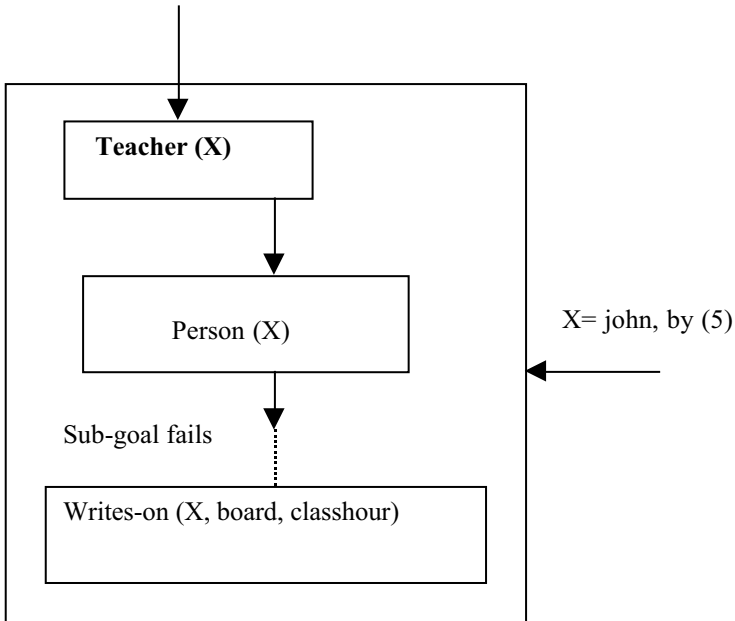 Teacher (X)
Person (X)
X= john, by (5)
Sub-goal fails
Writes-on (X, board, classhour)